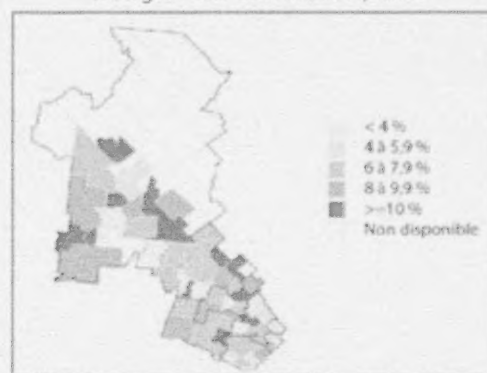 < 4 %
4 à 5,9 %
6 à 7,9 %
8 à 9,9 %
>=10 %
Non disponible